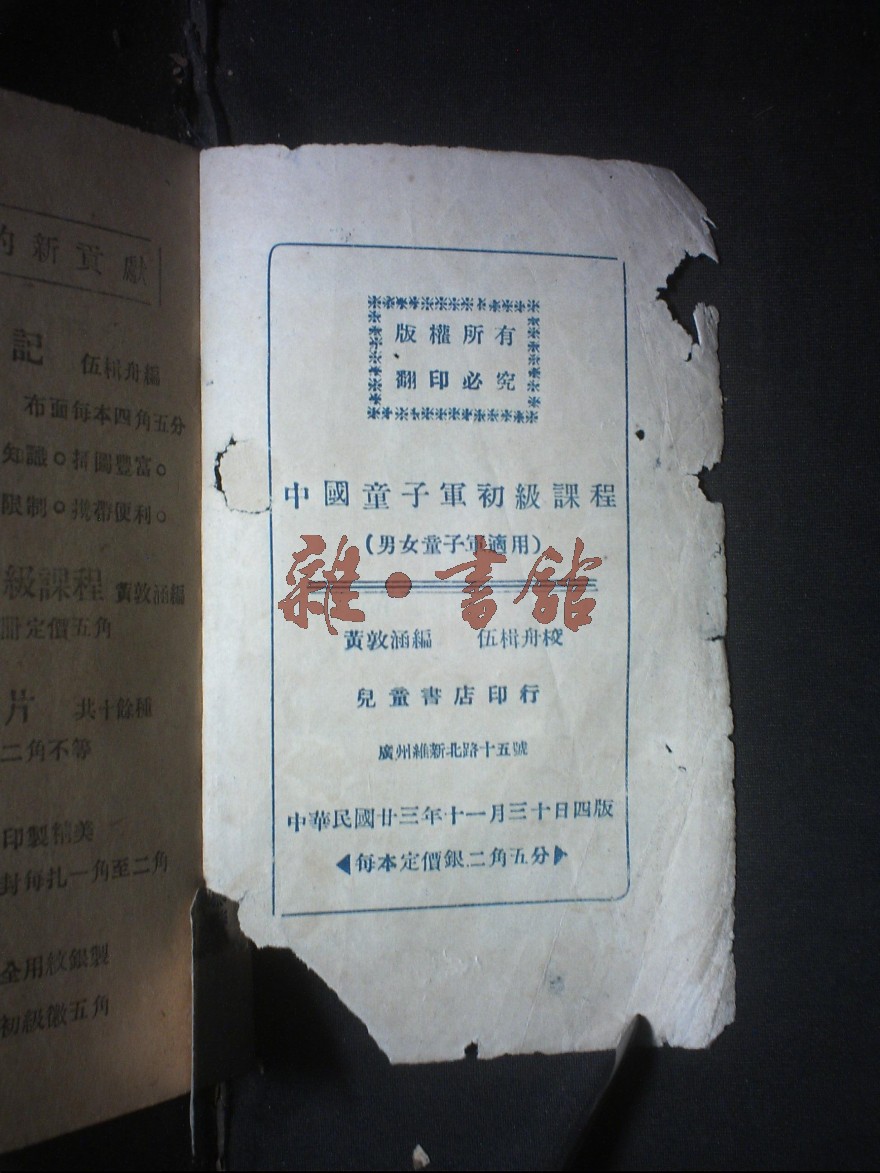 的新貢獻
記 伍楫舟編
布面每本四角五分
知識。插圖豐富。
限制。攜帶便利。
級課程 黃敦涵編
冊定價五角
片 共十餘種
二角不等
印製精美
封每扎一角至二角
全用紋銀製
初級徽五角
版權所有
翻印必究
中國童子軍初級課程
(男女童子軍適用)
雜·書館
黃敦涵編 伍楫舟校
兒童書店印行
廣州維新北路十五號
中華民國廿三年十一月三十日四版
每本定價銀二角五分